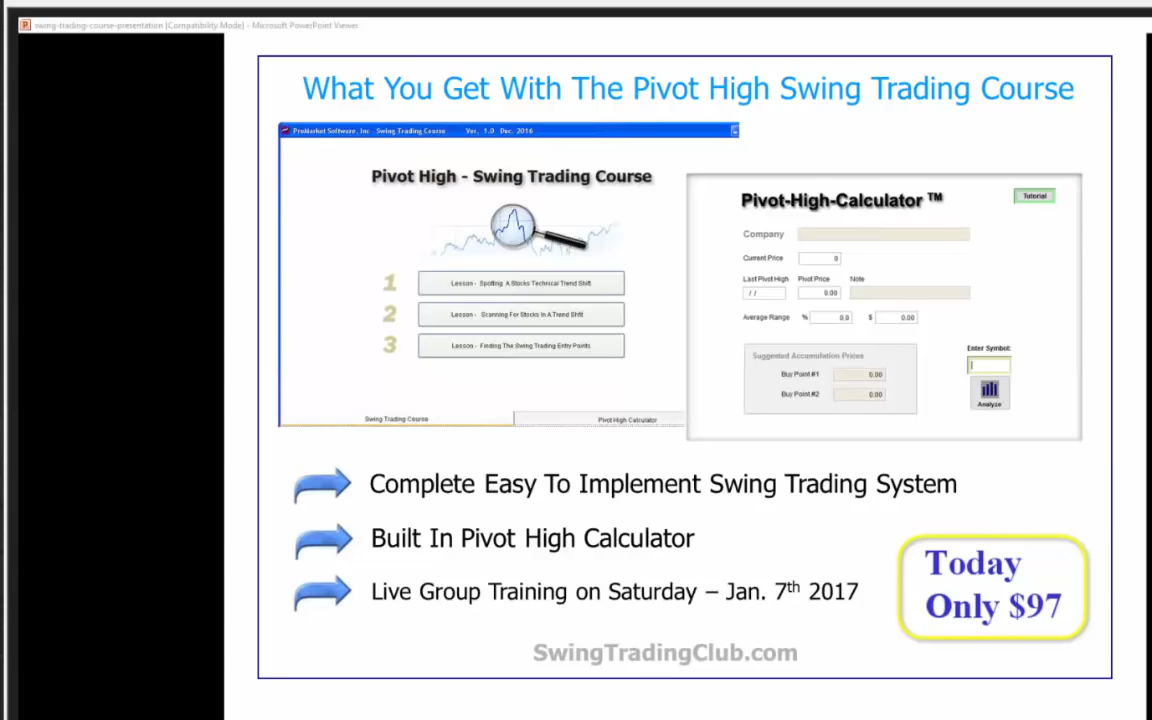 swing-trading-course-presentation [Compatibility Mode] - Microsoft PowerPoint Viewer
What You Get With The Pivot High Swing Trading Course
ProMarket Software, Inc - Swing Trading Course Ver. 1.0 Dec. 2016
Pivot High - Swing Trading Course
1 Lesson - Spotting A Stocks Technical Trend Shift
2 Lesson - Scanning For Stocks In A Trend Shift
3 Lesson - Finding The Swing Trading Entry Points
Swing Trading Course Pivot High Calculator
Pivot-High-Calculator ™ Tutorial
Company
Current Price 0
Last Pivot High Pivot Price Note
/ / 0.00
Average Range % 0.0 $ 0.00
Suggested Accumulation Prices
Buy Point #1 0.00
Buy Point #2 0.00
Enter Symbol:
Analyze
Complete Easy To Implement Swing Trading System
Built In Pivot High Calculator
Live Group Training on Saturday – Jan. 7th 2017
Today
Only $97
SwingTradingClub.com